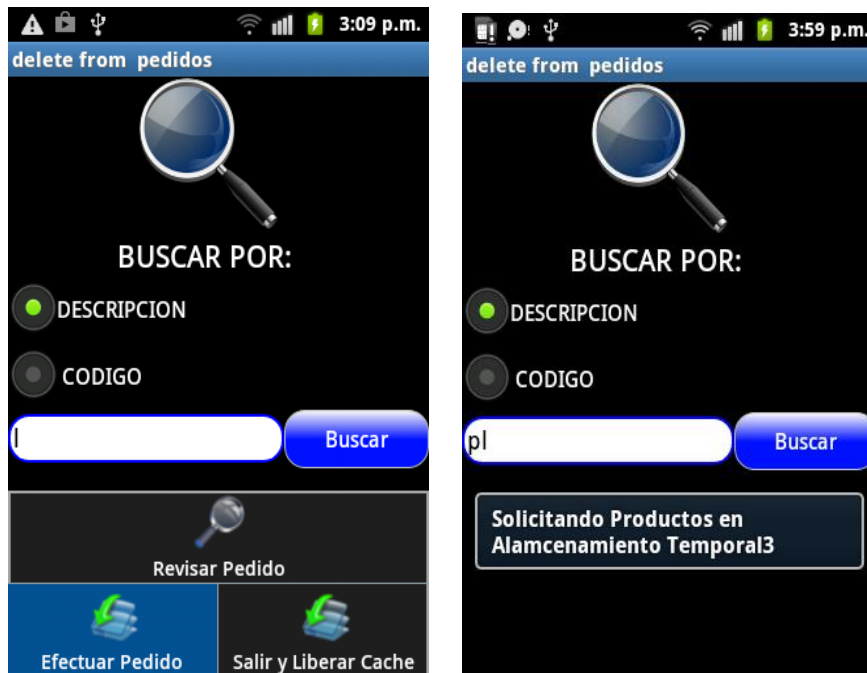 3:09 p.m.
delete from pedidos
BUSCAR POR:
DESCRIPCION
CODIGO
l
Buscar
Revisar Pedido
Efectuar Pedido
Salir y Liberar Cache
3:59 p.m.
delete from pedidos
BUSCAR POR:
DESCRIPCION
CODIGO
pl
Buscar
Solicitando Productos en
Alamcenamiento Temporal3